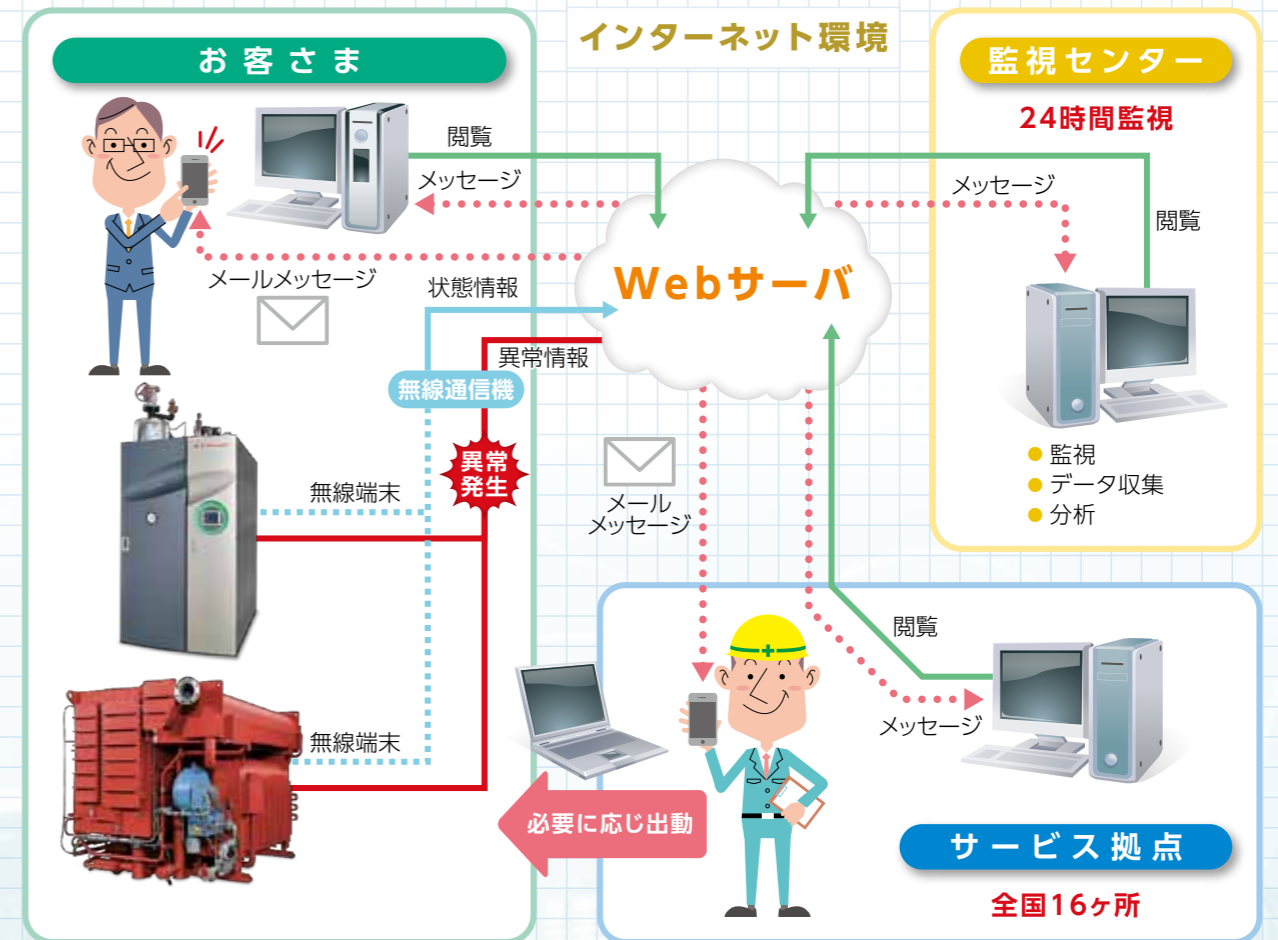 インターネット環境
お客さま
閲覧
メッセージ
メールメッセージ
状態情報
異常情報
無線通信機
異常
発生
無線端末
無線端末
Webサーバ
監視センター
24時間監視
メッセージ
閲覧
● 監視
● データ収集
● 分析
メール
メッセージ
閲覧
メッセージ
必要に応じ出動
サービス拠点
全国16ヶ所